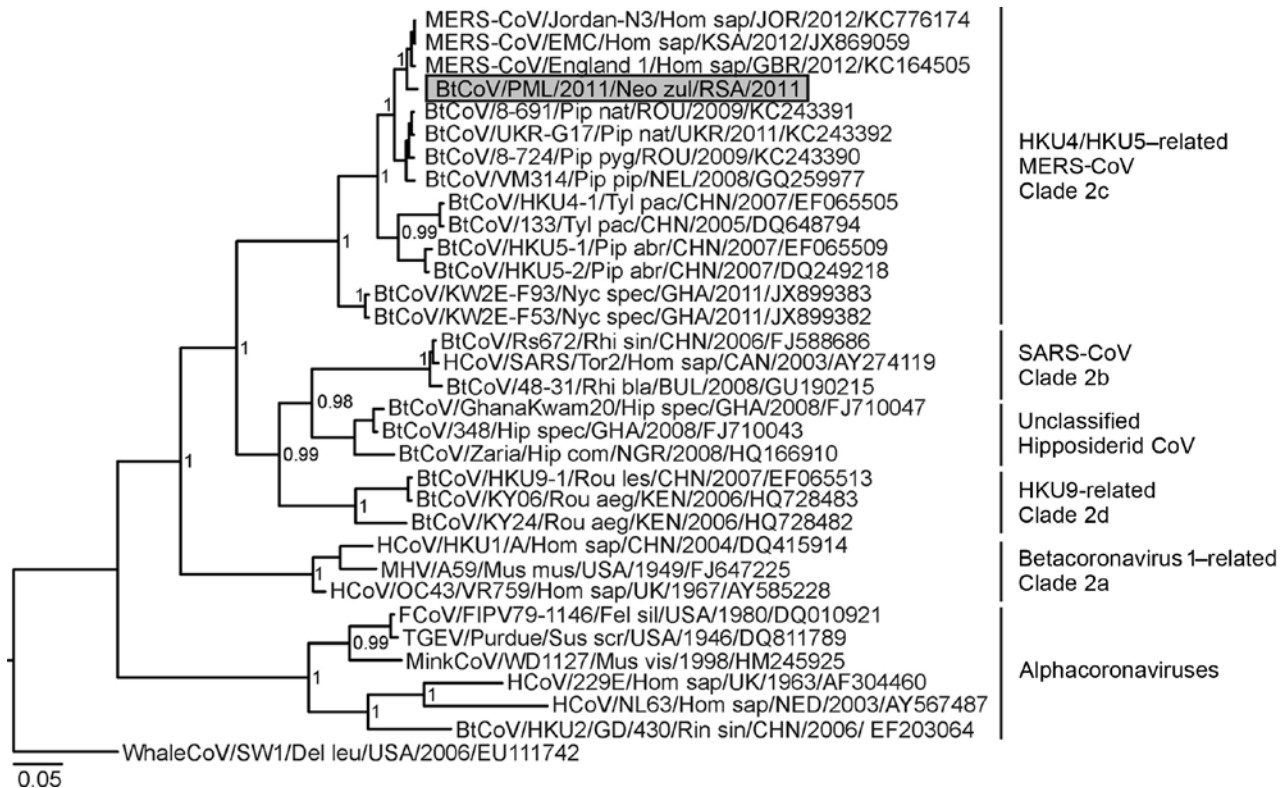 MERS-CoV/Jordan-N3/Hom sap/JOR/2012/KC776174
MERS-CoV/EMC/Hom sap/KSA/2012/JX869059
MERS-CoV/England 1/Hom sap/GBR/2012/KC164505
BtCoV/PML/2011/Neo zul/RSA/2011
BtCoV/8-691/Pip nat/ROU/2009/KC243391
BtCoV/UKR-G17/Pip nat/UKR/2011/KC243392
BtCoV/8-724/Pip pyg/ROU/2009/KC243390
BtCoV/VM314/Pip pip/NEL/2008/GQ259977
BtCoV/HKU4-1/Tyl pac/CHN/2007/EF065505
BtCoV/133/Tyl pac/CHN/2005/DQ648794
BtCoV/HKU5-1/Pip abr/CHN/2007/EF065509
BtCoV/HKU5-2/Pip abr/CHN/2007/DQ249218
BtCoV/KW2E-F93/Nyc spec/GHA/2011/JX899383
BtCoV/KW2E-F53/Nyc spec/GHA/2011/JX899382
HKU4/HKU5–related
MERS-CoV
Clade 2c
BtCoV/Rs672/Rhi sin/CHN/2006/FJ588686
HCoV/SARS/Tor2/Hom sap/CAN/2003/AY274119
BtCoV/48-31/Rhi bla/BUL/2008/GU190215
SARS-CoV
Clade 2b
BtCoV/GhanaKwam20/Hip spec/GHA/2008/FJ710047
BtCoV/348/Hip spec/GHA/2008/FJ710043
BtCoV/Zaria/Hip com/NGR/2008/HQ166910
Unclassified
Hipposiderid CoV
BtCoV/HKU9-1/Rou les/CHN/2007/EF065513
BtCoV/KY06/Rou aeg/KEN/2006/HQ728483
BtCoV/KY24/Rou aeg/KEN/2006/HQ728482
HKU9-related
Clade 2d
HCoV/HKU1/A/Hom sap/CHN/2004/DQ415914
MHV/A59/Mus mus/USA/1949/FJ647225
HCoV/OC43/VR759/Hom sap/UK/1967/AY585228
Betacoronavirus 1–related
Clade 2a
FCoV/FIPV79-1146/Fel sil/USA/1980/DQ010921
TGEV/Purdue/Sus scr/USA/1946/DQ811789
MinkCoV/WD1127/Mus vis/1998/HM245925
HCoV/229E/Hom sap/UK/1963/AF304460
HCoV/NL63/Hom sap/NED/2003/AY567487
BtCoV/HKU2/GD/430/Rin sin/CHN/2006/ EF203064
Alphacoronaviruses
WhaleCoV/SW1/Del leu/USA/2006/EU111742
1
1
1
0.99
1
1
1
1
0.98
0.99
1
1
1
0.99
1
1
1
0.05